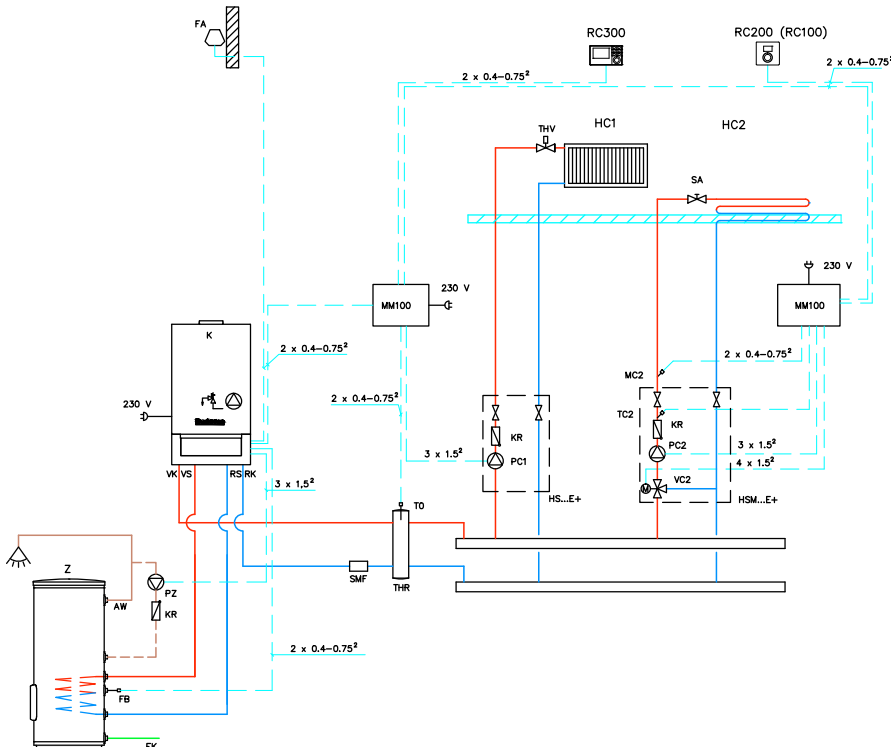 FA
RC300
RC200 (RC100)
2 x 0.4-0.75²
2 x 0.4-0.75²
THV
HC1
HC2
SA
230 V
MM100
230 V
MM100
K
2 x 0.4-0.75²
2 x 0.4-0.75²
MC2
230 V
2 x 0.4-0.75²
TC2
KR
KR
PC2
3 x 1.5²
3 x 1.5²
PC1
4 x 1.5²
VK VS
RS RK
3 x 1,5²
VC2
M
HS...E+
HSM...E+
TO
Z
SMF
THR
PZ
AW
KR
2 x 0.4-0.75²
FB
EK